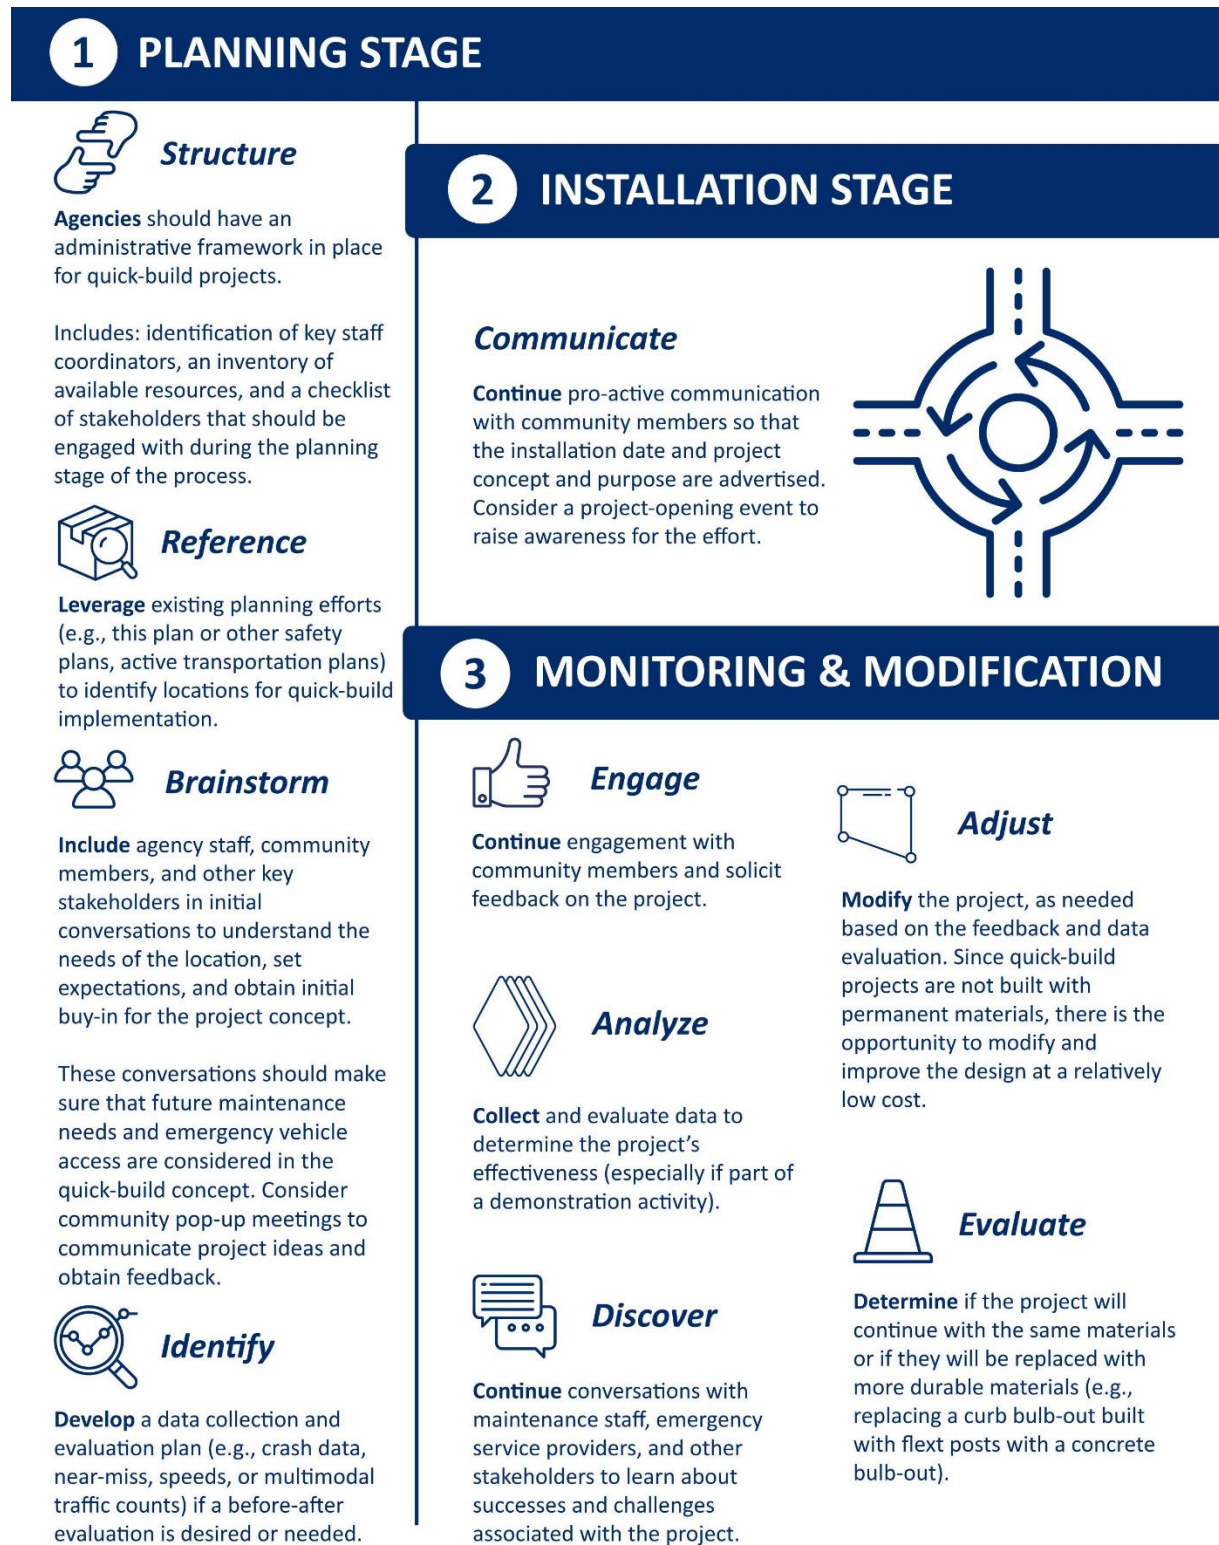 1 PLANNING STAGE
Structure
Agencies should have an
administrative framework in place
for quick-build projects.
Includes: identification of key staff
coordinators, an inventory of
available resources, and a checklist
of stakeholders that should be
engaged with during the planning
stage of the process.
Reference
Leverage existing planning efforts
(e.g., this plan or other safety
plans, active transportation plans)
to identify locations for quick-build
implementation.
Brainstorm
Include agency staff, community
members, and other key
stakeholders in initial
conversations to understand the
needs of the location, set
expectations, and obtain initial
buy-in for the project concept.
These conversations should make
sure that future maintenance
needs and emergency vehicle
access are considered in the
quick-build concept. Consider
community pop-up meetings to
communicate project ideas and
obtain feedback.
Identify
Develop a data collection and
evaluation plan (e.g., crash data,
near-miss, speeds, or multimodal
traffic counts) if a before-after
evaluation is desired or needed.
2 INSTALLATION STAGE
Communicate
Continue pro-active communication
with community members so that
the installation date and project
concept and purpose are advertised.
Consider a project-opening event to
raise awareness for the effort.
3 MONITORING & MODIFICATION
Engage
Continue engagement with
community members and solicit
feedback on the project.
Analyze
Collect and evaluate data to
determine the project's
effectiveness (especially if part of
a demonstration activity).
Discover
Continue conversations with
maintenance staff, emergency
service providers, and other
stakeholders to learn about
successes and challenges
associated with the project.
Adjust
Modify the project, as needed
based on the feedback and data
evaluation. Since quick-build
projects are not built with
permanent materials, there is the
opportunity to modify and
improve the design at a relatively
low cost.
Evaluate
Determine if the project will
continue with the same materials
or if they will be replaced with
more durable materials (e.g.,
replacing a curb bulb-out built
with flext posts with a concrete
bulb-out).